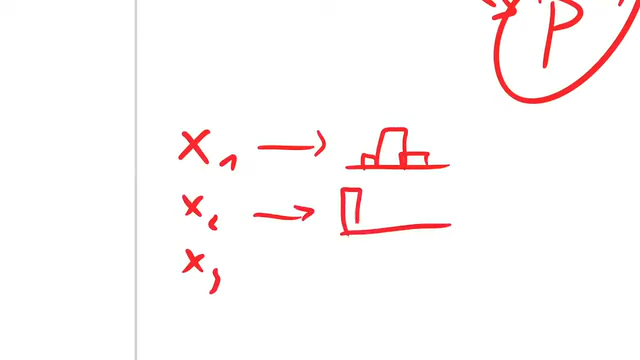 P
x₁ →
x₂ →
x₃